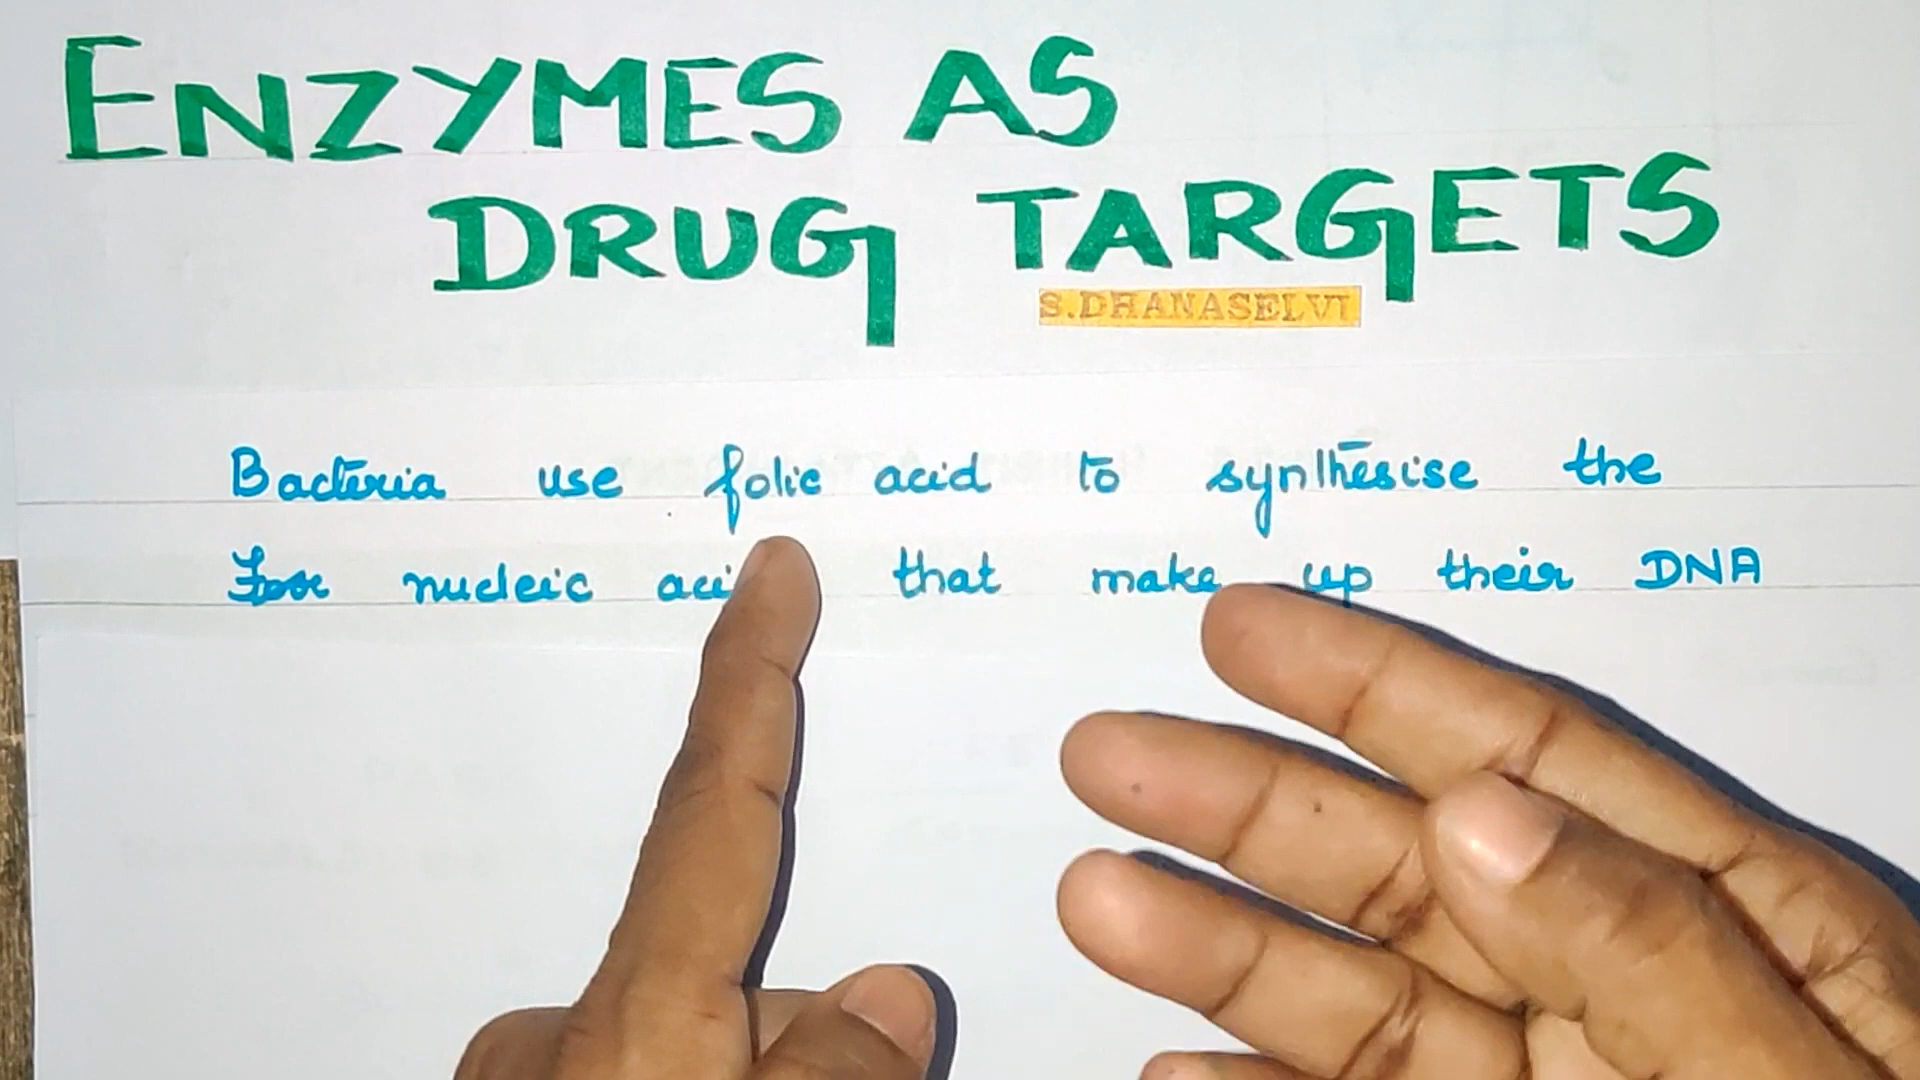 ENZYMES AS
DRUG TARGETS
S.DHANASELVI
Bacteria use folic acid to synthesise the
nucleic that make up their DNA